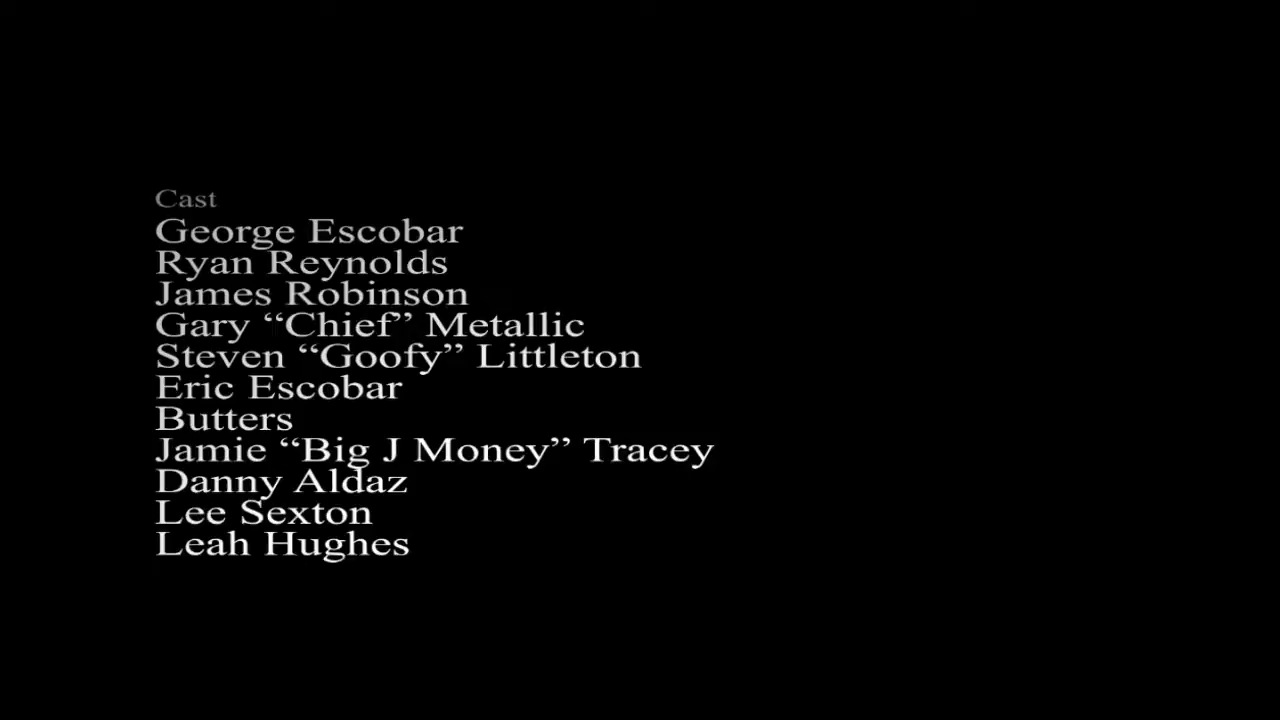 Cast
George Escobar
Ryan Reynolds
James Robinson
Gary “Chief” Metallic
Steven “Goofy” Littleton
Eric Escobar
Butters
Jamie “Big J Money” Tracey
Danny Aldaz
Lee Sexton
Leah Hughes